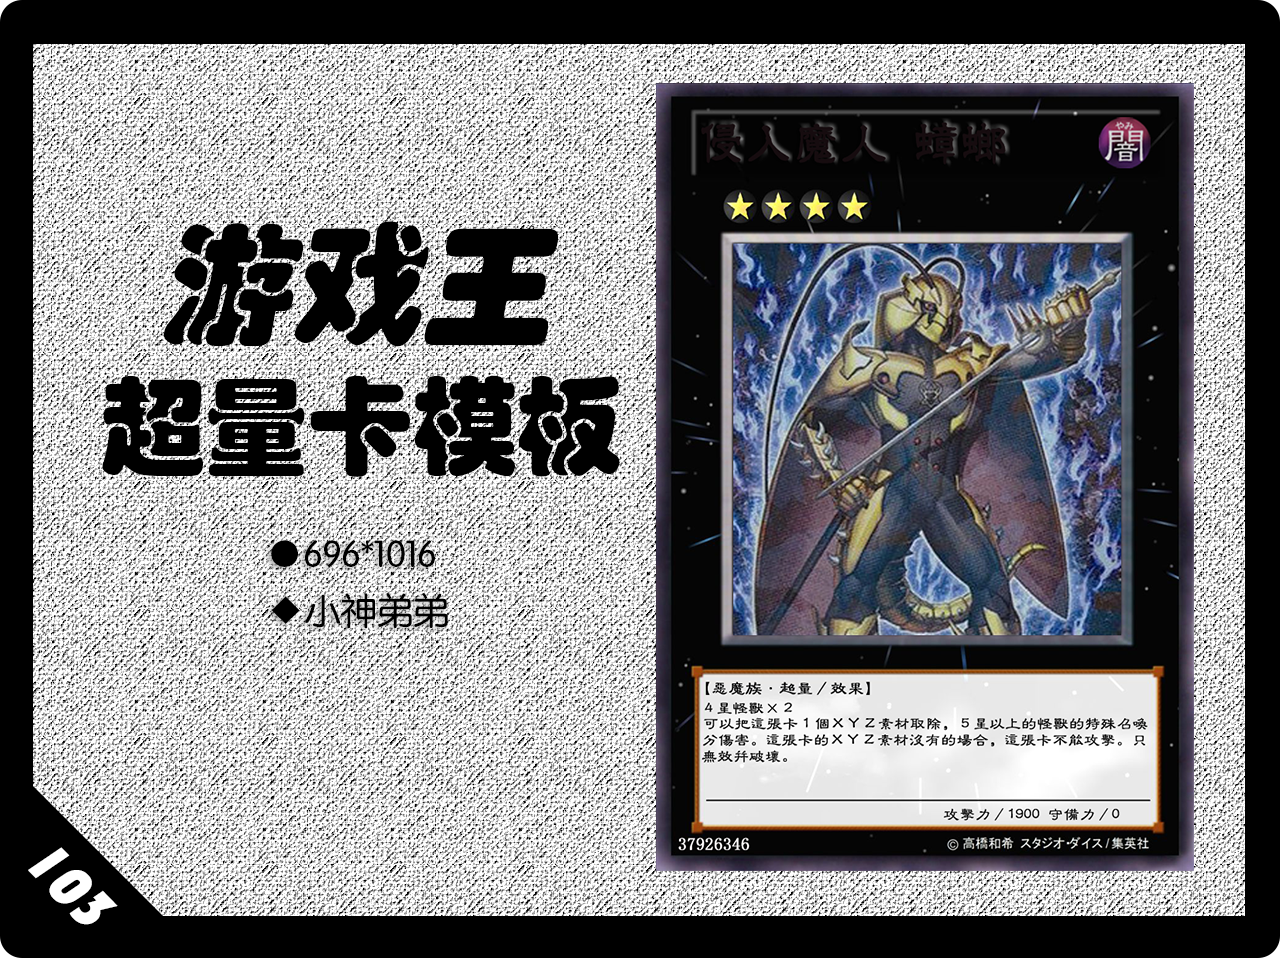 游戏王
超量卡模板
●696*1016
◆小神弟弟
103
侵入魔人 蟑螂
やみ
闇
【惡魔族・超量/效果】
4星怪獸×2
可以把這張卡1個XYZ素材取除，5星以上的怪獸的特殊召喚
分傷害。這張卡的XYZ素材沒有的場合，這張卡不能攻擊。只
無效并破壞。
攻擊力/1900 守備力/0
37926346
©高橋和希 スタジオ・ダイス/集英社